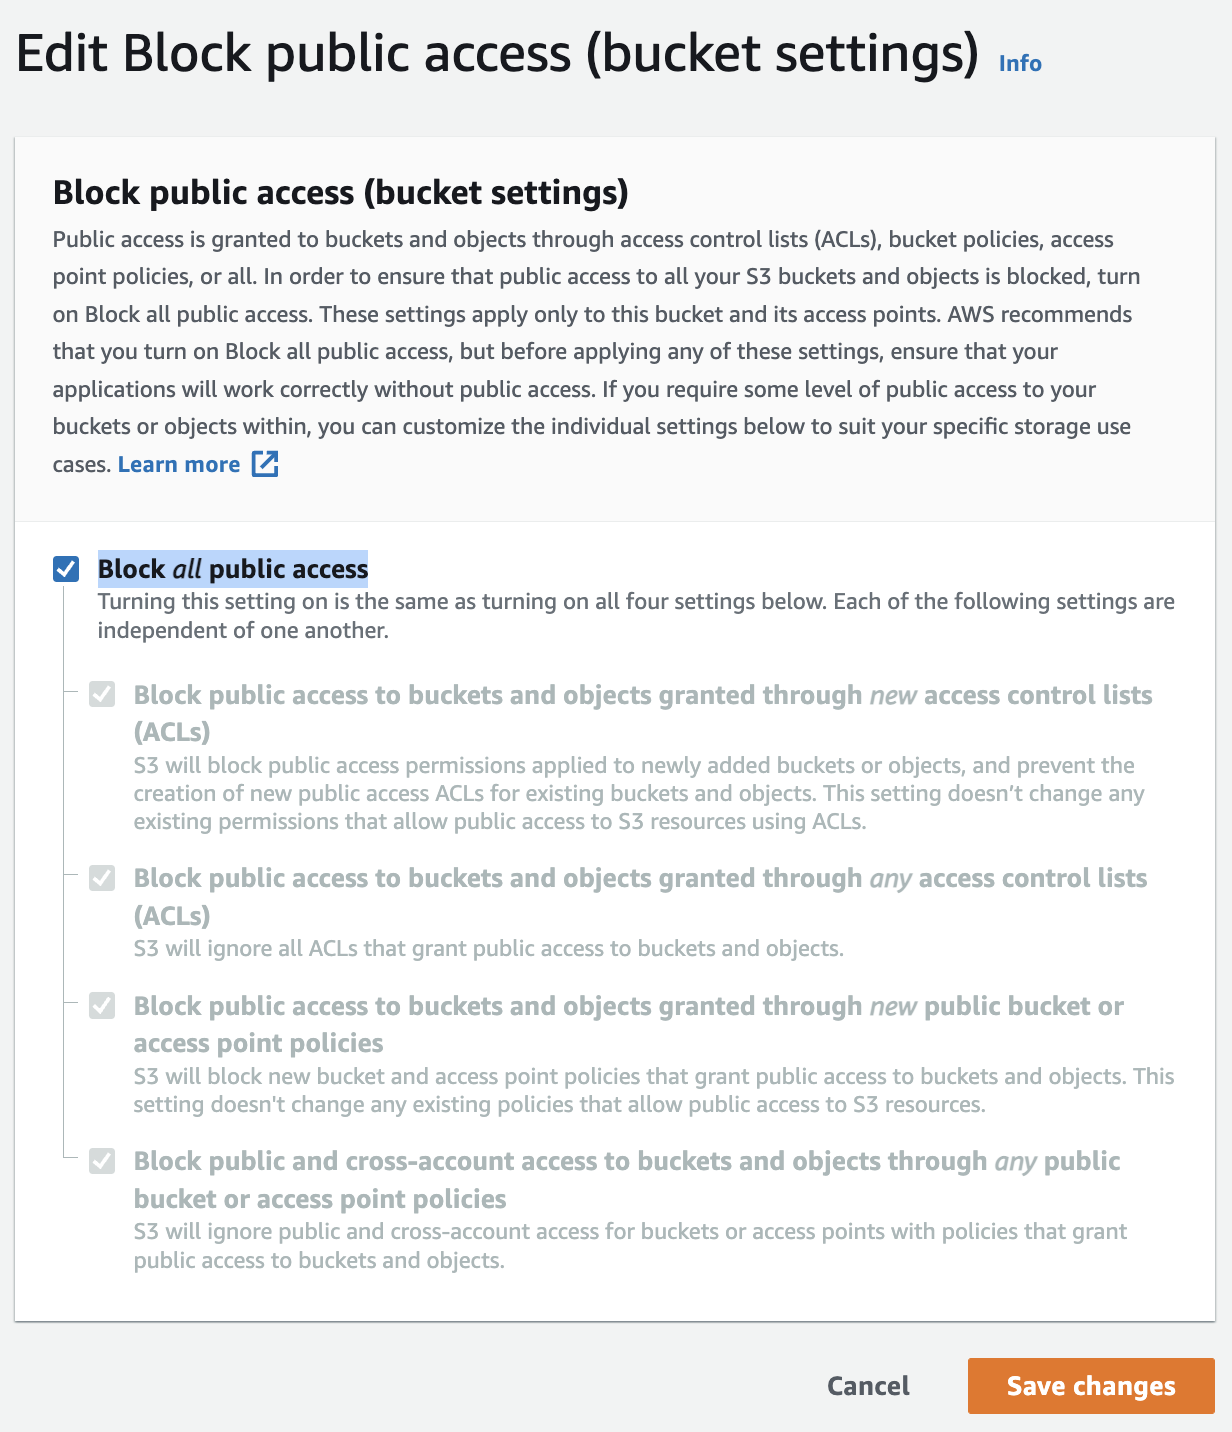 Edit Block public access (bucket settings) Info
Block public access (bucket settings)
Public access is granted to buckets and objects through access control lists (ACLs), bucket policies, access
point policies, or all. In order to ensure that public access to all your S3 buckets and objects is blocked, turn
on Block all public access. These settings apply only to this bucket and its access points. AWS recommends
that you turn on Block all public access, but before applying any of these settings, ensure that your
applications will work correctly without public access. If you require some level of public access to your
buckets or objects within, you can customize the individual settings below to suit your specific storage use
cases. Learn more
Block all public access
Turning this setting on is the same as turning on all four settings below. Each of the following settings are
independent of one another.
Block public access to buckets and objects granted through new access control lists
(ACLs)
S3 will block public access permissions applied to newly added buckets or objects, and prevent the
creation of new public access ACLs for existing buckets and objects. This setting doesn’t change any
existing permissions that allow public access to S3 resources using ACLs.
Block public access to buckets and objects granted through any access control lists
(ACLs)
S3 will ignore all ACLs that grant public access to buckets and objects.
Block public access to buckets and objects granted through new public bucket or
access point policies
S3 will block new bucket and access point policies that grant public access to buckets and objects. This
setting doesn't change any existing policies that allow public access to S3 resources.
Block public and cross-account access to buckets and objects through any public
bucket or access point policies
S3 will ignore public and cross-account access for buckets or access points with policies that grant
public access to buckets and objects.
Cancel
Save changes